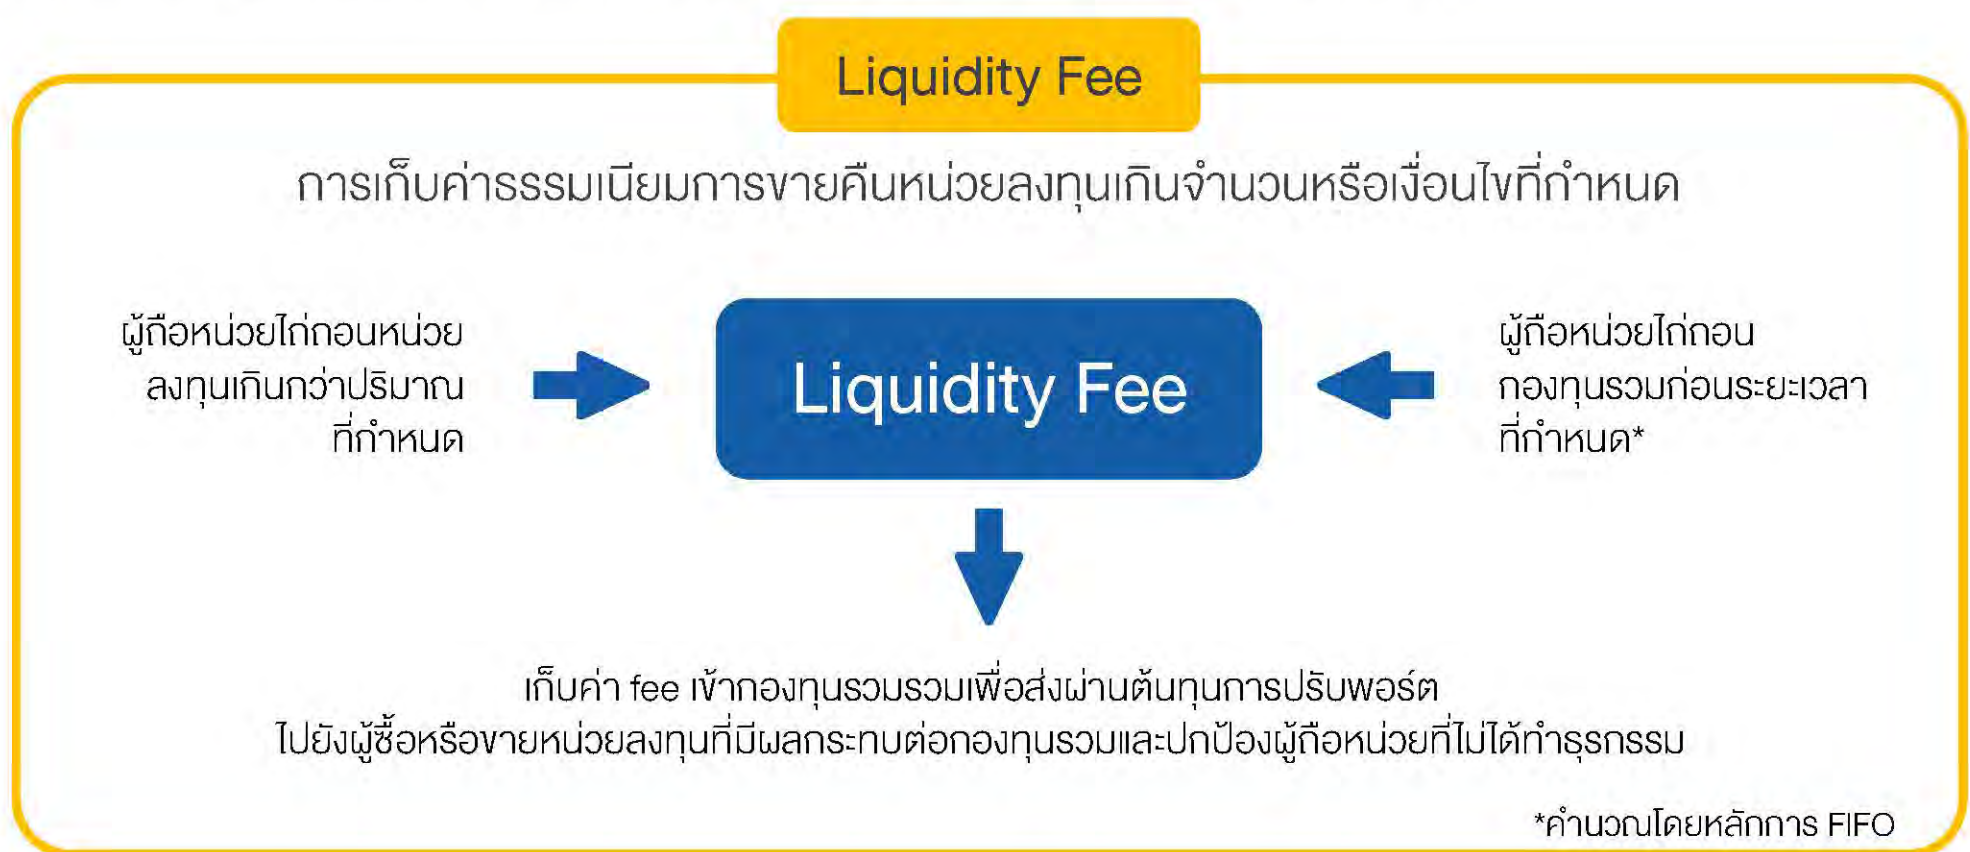 Liquidity Fee
การเก็บค่าธรรมเนียมการขายคืนหน่วยลงทุนเกินจำนวนหรือเงื่อนไขที่กำหนด
ผู้ถือหน่วยไถ่ถอนหน่วย
ลงทุนเกินกว่าปริมาณ
ที่กำหนด
Liquidity Fee
ผู้ถือหน่วยไถ่ถอน
กองทุนรวมก่อนระยะเวลา
ที่กำหนด*
เก็บค่า fee เข้ากองทุนรวมรวมเพื่อส่งผ่านต้นทุนการปรับพอร์ต
ไปยังผู้ซื้อหรือขายหน่วยลงทุนที่มีผลกระทบต่อกองทุนรวมและปกป้องผู้ถือหน่วยที่ไม่ได้ทำธุรกรรม
*คำนวณโดยหลักการ FIFO